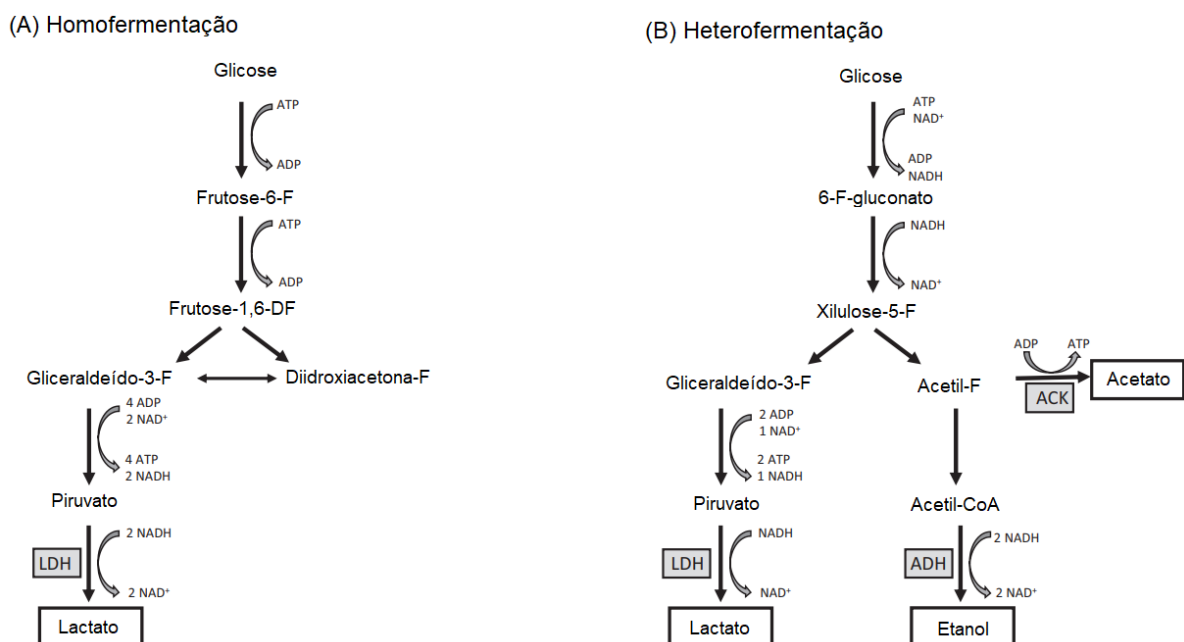 (A) Homofermentação
Glicose
ATP
ADP
Frutose-6-F
ATP
ADP
Frutose-1,6-DF
Gliceraldeído-3-F
Diidroxiacetona-F
4 ADP
2 NAD⁺
4 ATP
2 NADH
Piruvato
LDH
2 NADH
2 NAD⁺
Lactato
(B) Heterofermentação
Glicose
ATP
NAD⁺
ADP
NADH
6-F-gluconato
NADH
NAD⁺
Xilulose-5-F
Gliceraldeído-3-F
Acetil-F
ADP
ATP
ACK
Acetato
2 ADP
1 NAD⁺
2 ATP
1 NADH
Piruvato
Acetil-CoA
LDH
NADH
NAD⁺
ADH
2 NADH
2 NAD⁺
Lactato
Etanol